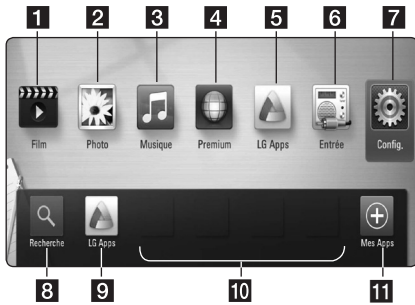 1 2 3 4 5 6 7
Film Photo Musique Premium LG Apps Entrée Config.
Recherche LG Apps Mes Apps
8 9 10 11